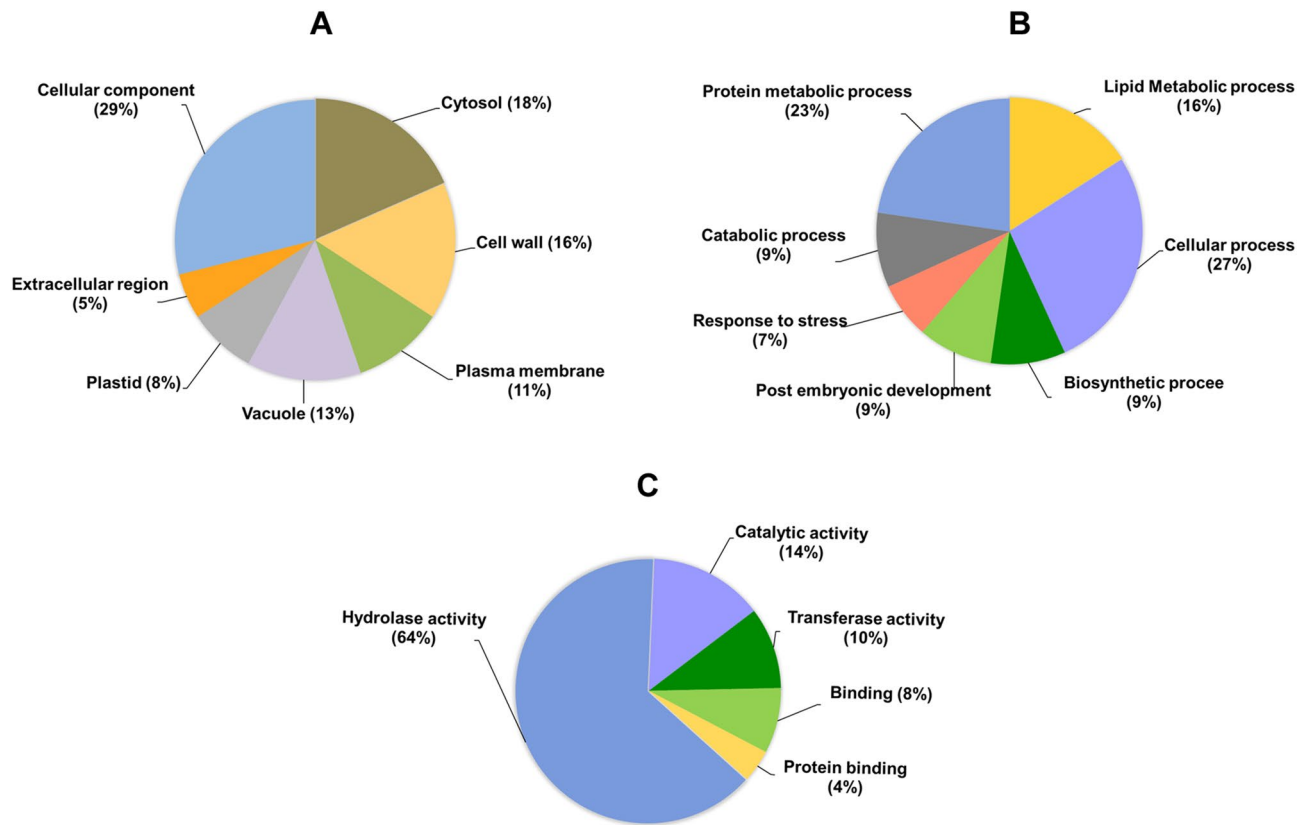 A
Cellular component
(29%)
Cytosol (18%)
Cell wall (16%)
Extracellular region
(5%)
Plasma membrane
(11%)
Plastid (8%)
Vacuole (13%)
B
Lipid Metabolic process
(16%)
Protein metabolic process
(23%)
Catabolic process
(9%)
Cellular process
(27%)
Response to stress
(7%)
Post embryonic development
(9%)
Biosynthetic procee
(9%)
C
Catalytic activity
(14%)
Hydrolase activity
(64%)
Transferase activity
(10%)
Binding (8%)
Protein binding
(4%)